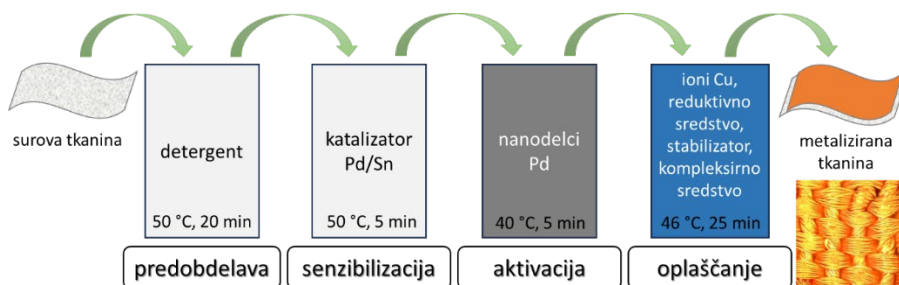 surova tkanina
detergent
50 °C, 20 min
predobdelava
katalizator
Pd/Sn
50 °C, 5 min
senzibilizacija
nanodelci
Pd
40 °C, 5 min
aktivacija
ioni Cu,
reduktivno
sredstvo,
stabilizator,
kompleksirno
sredstvo
46 °C, 25 min
oplaščanje
metalizirana
tkanina